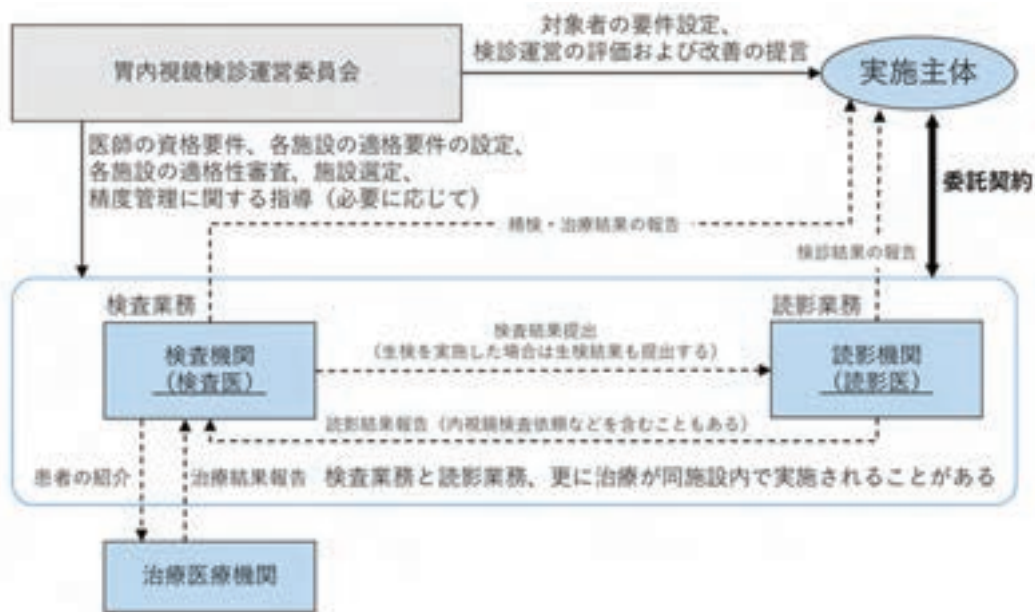 対象者の要件設定、
検診運営の評価および改善の提言
胃内視鏡検診運営委員会
実施主体
医師の資格要件、各施設の適格要件の設定、
各施設の適格性審査、施設選定、
精度管理に関する指導（必要に応じて）
委託契約
精検・治療結果の報告
検診結果の報告
検査業務
読影業務
検査結果提出
（生検を実施した場合は生検結果も提出する）
検査機関
（検査医）
読影機関
（読影医）
読影結果報告（内視鏡検査依頼などを含むこともある）
患者の紹介
治療結果報告
検査業務と読影業務、更に治療が同施設内で実施されることがある
治療医療機関